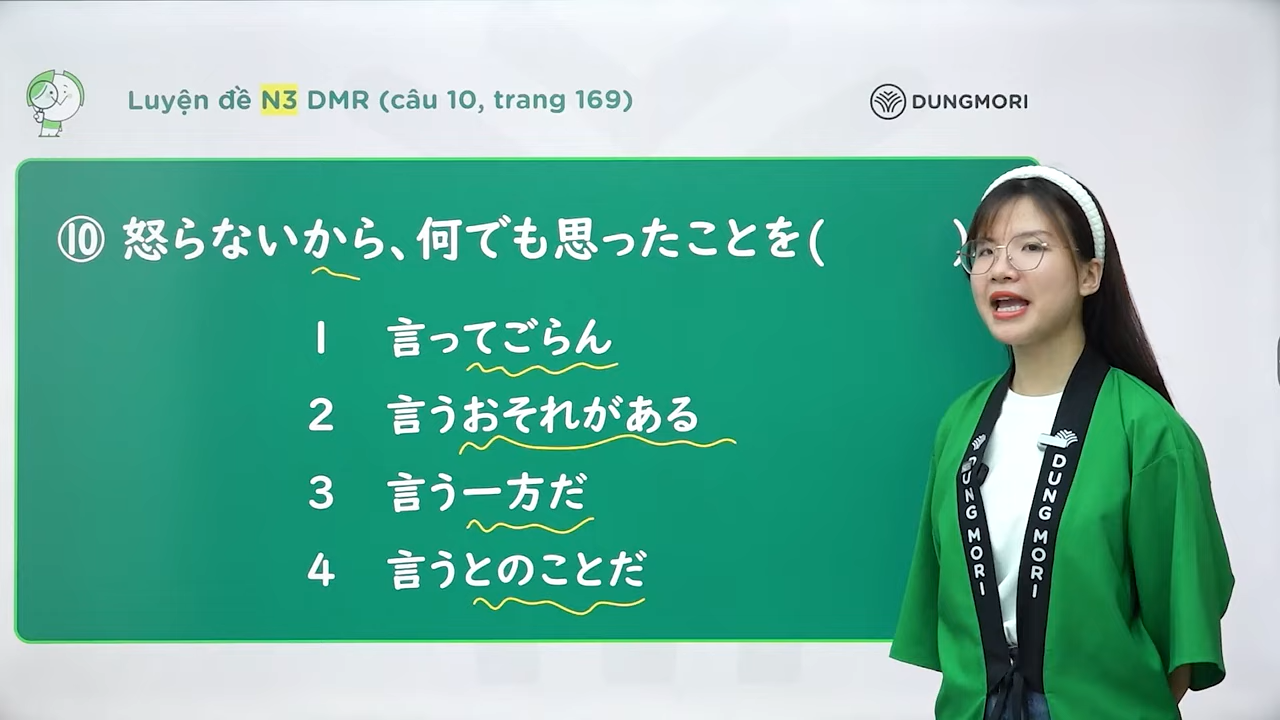 Luyện đề N3 DMR (câu 10, trang 169)
DUNGMORI
⑩ 怒らないから、何でも思ったことを( )
1 言ってごらん
2 言うおそれがある
3 言う一方だ
4 言うとのことだ
DUNG MORI
DUNG MORI